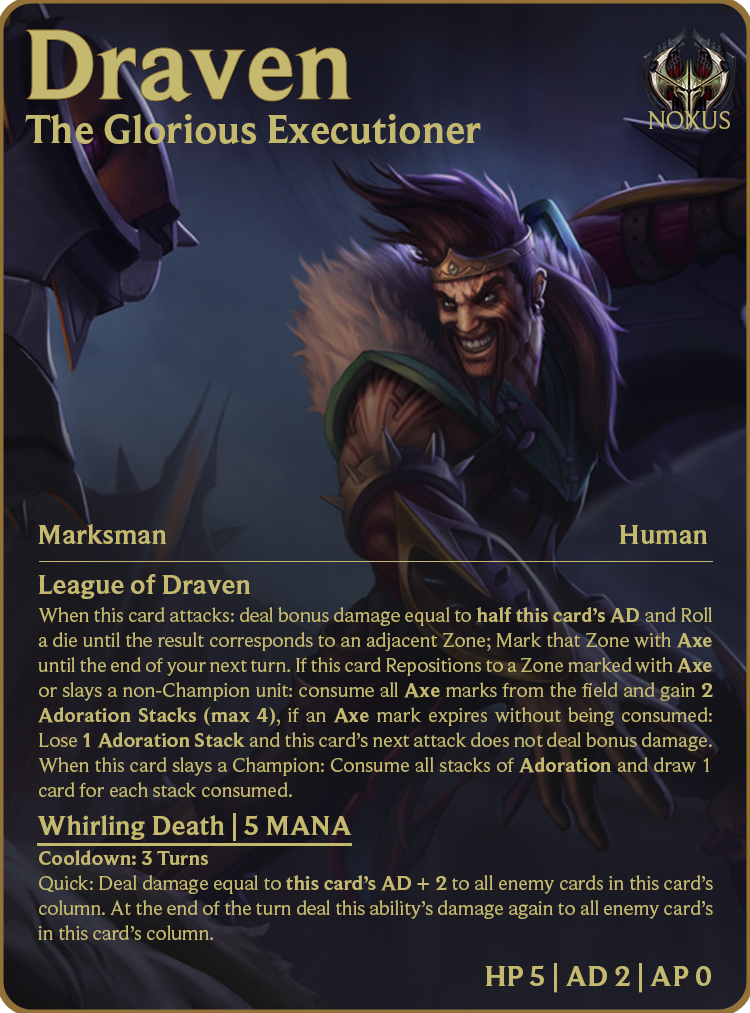 Draven
The Glorious Executioner
NOXUS
Marksman
Human
League of Draven
When this card attacks: deal bonus damage equal to half this card's AD and Roll
a die until the result corresponds to an adjacent Zone; Mark that Zone with Axe
until the end of your next turn. If this card Repositions to a Zone marked with Axe
or slays a non-Champion unit: consume all Axe marks from the field and gain 2
Adoration Stacks (max 4), if an Axe mark expires without being consumed:
Lose 1 Adoration Stack and this card's next attack does not deal bonus damage.
When this card slays a Champion: Consume all stacks of Adoration and draw 1
card for each stack consumed.
Whirling Death | 5 MANA
Cooldown: 3 Turns
Quick: Deal damage equal to this card's AD + 2 to all enemy cards in this card's
column. At the end of the turn deal this ability's damage again to all enemy card's
in this card's column.
HP 5 | AD 2 | AP 0